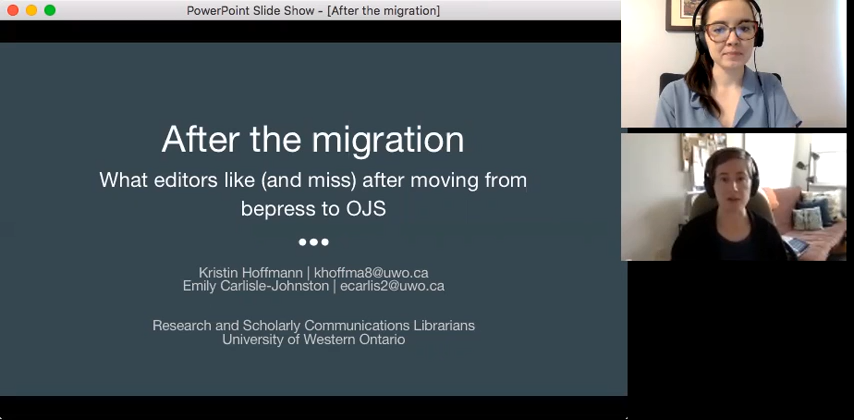 PowerPoint Slide Show - [After the migration]
After the migration
What editors like (and miss) after moving from
bepress to OJS
Kristin Hoffmann | khoffma8@uwo.ca
Emily Carlisle-Johnston | ecarlis2@uwo.ca
Research and Scholarly Communications Librarians
University of Western Ontario